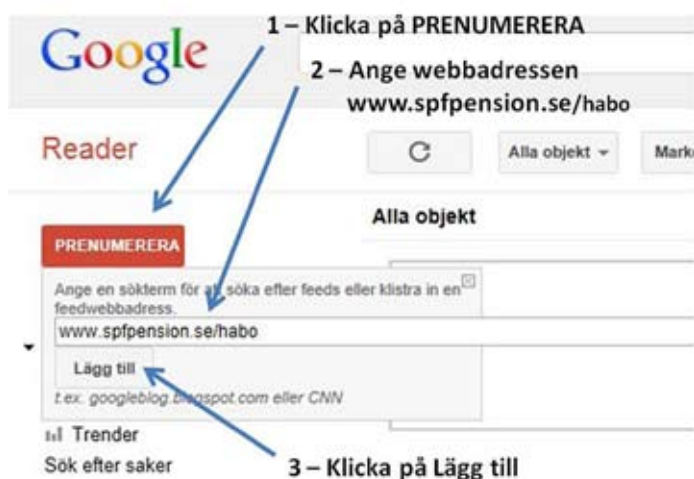 1 – Klicka på PRENUMERERA
Google
2 – Ange webbadressen
www.spfpension.se/habo
Reader
Alla objekt
Alla objekt
PRENUMERERA
Ange en sökterm för att söka efter feeds eller klistra in en
feedwebbadress.
www.spfpension.se/habo
Lägg till
t.ex. googleblog.blogspot.com eller CNN
Trender
Sök efter saker
3 – Klicka på Lägg till